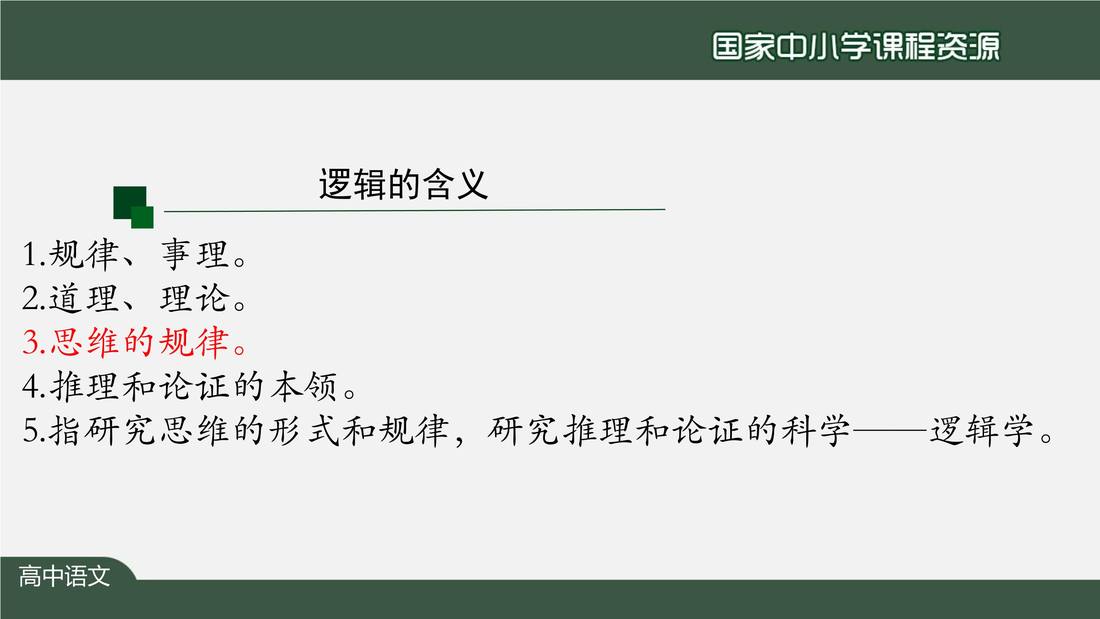 国家中小学课程资源
逻辑的含义
1.规律、事理。
2.道理、理论。
3.思维的规律。
4.推理和论证的本领。
5.指研究思维的形式和规律，研究推理和论证的科学——逻辑学。
高中语文